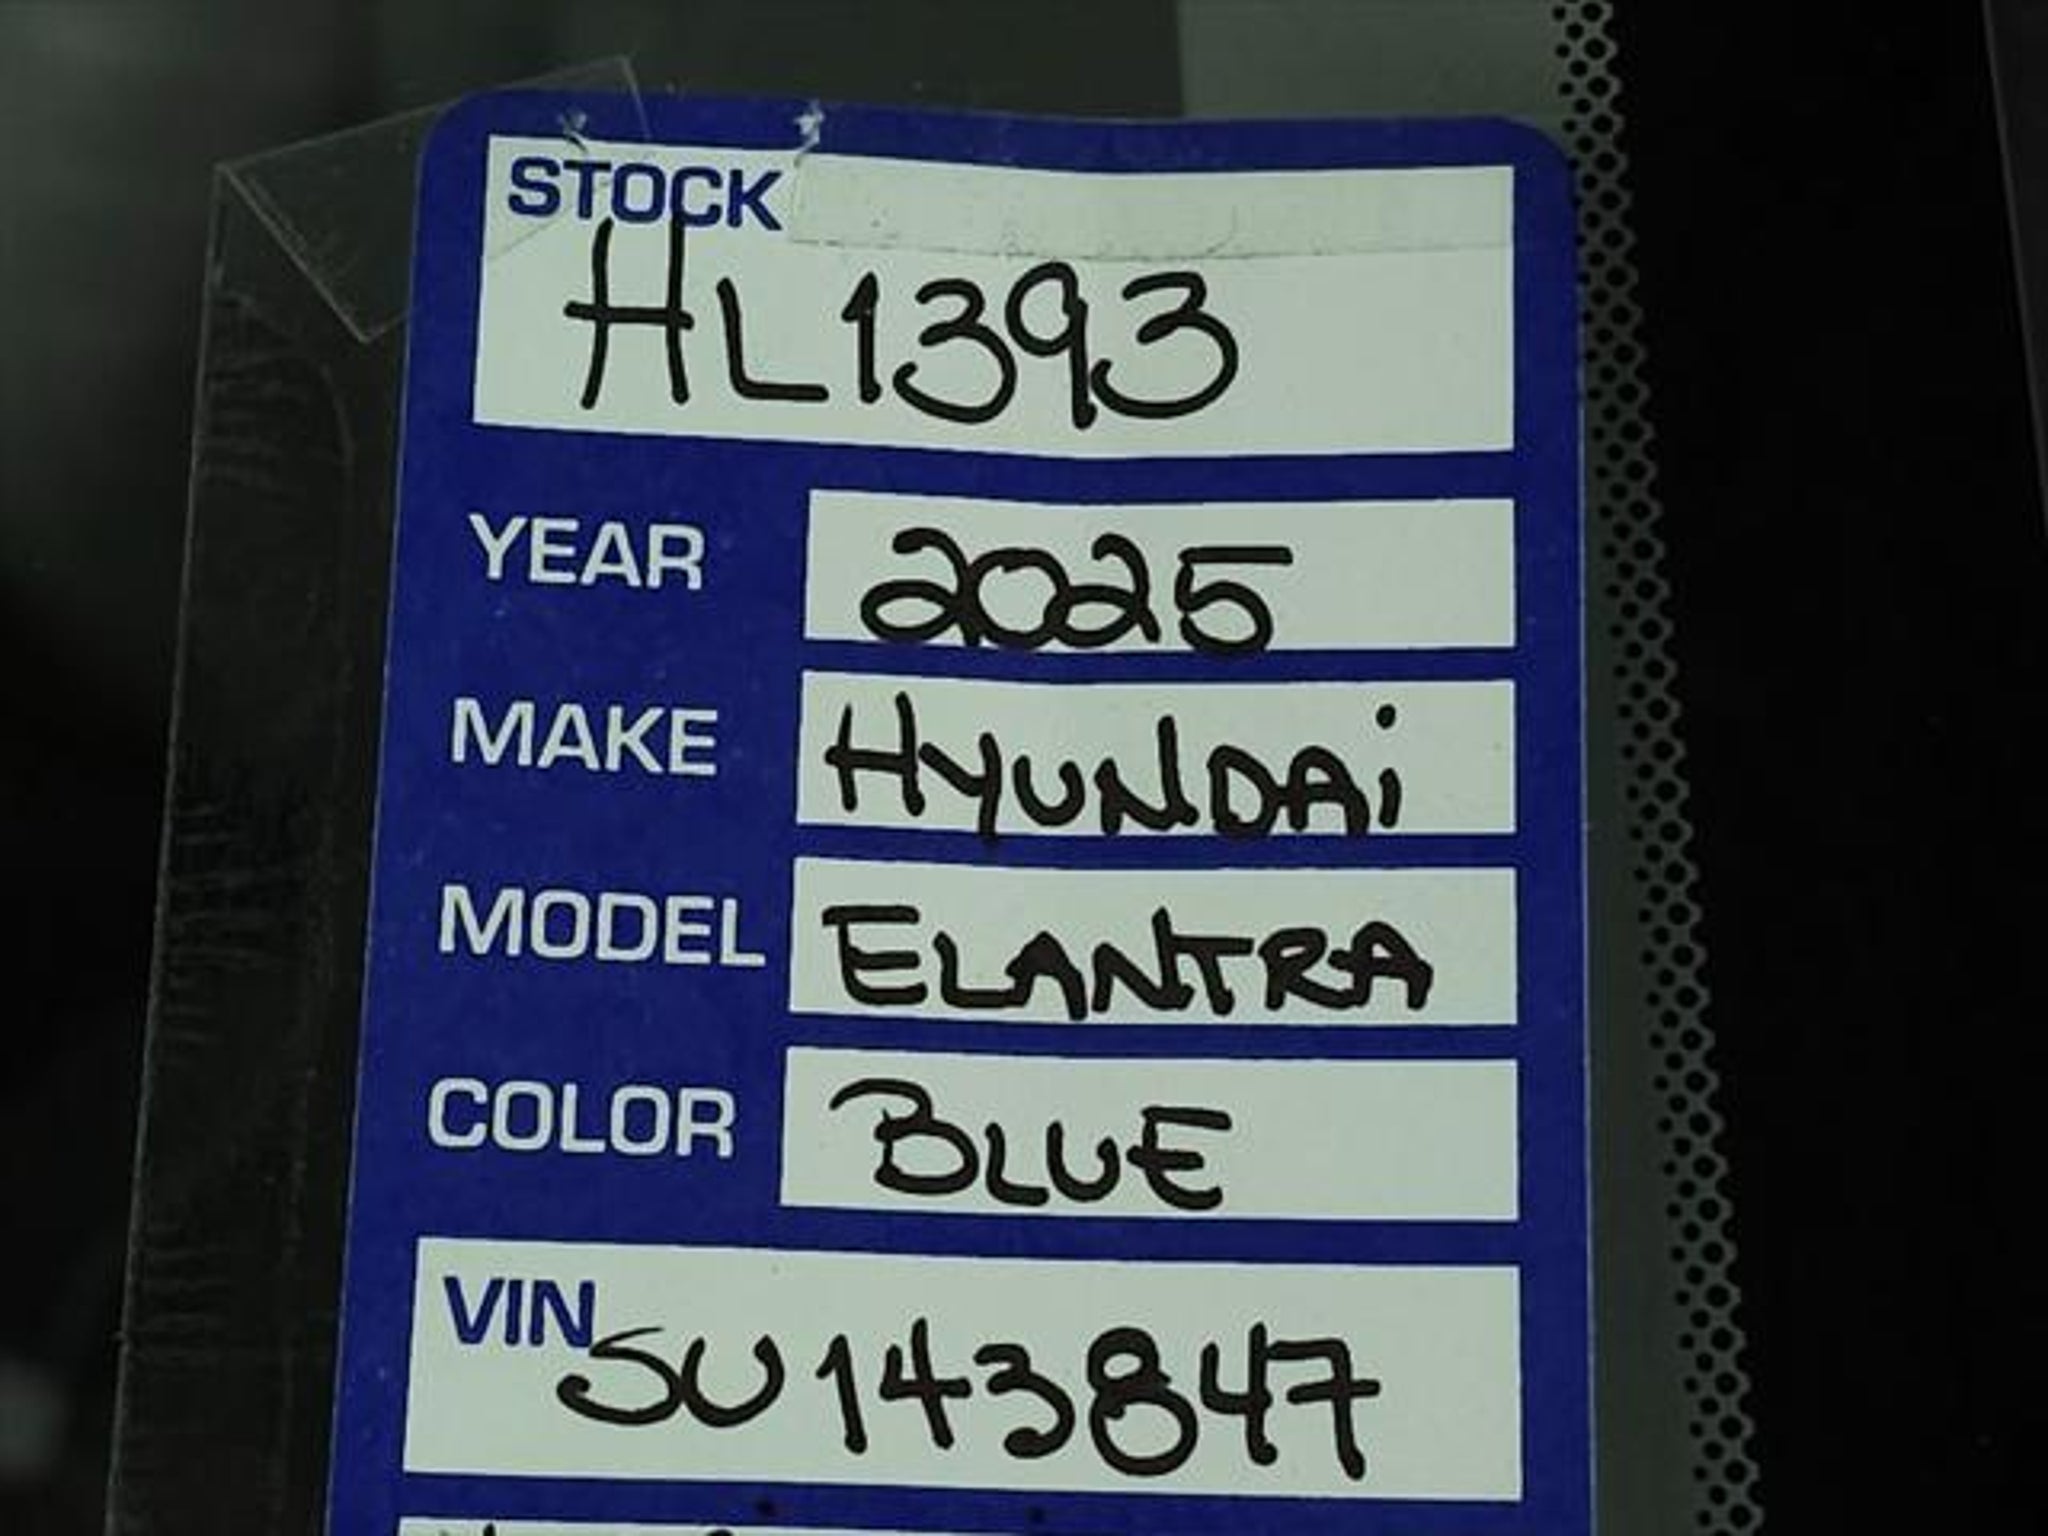 STOCK
HL1393
YEAR 2025
MAKE HYUNDAi
MODEL ELANTRA
COLOR BLUE
VIN
SU143847